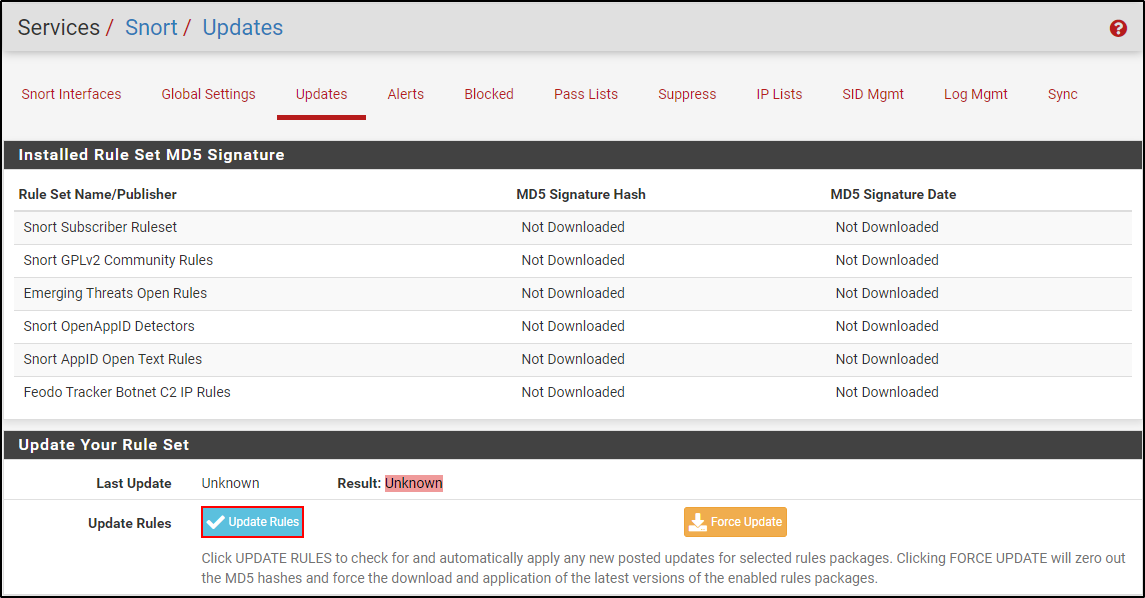 Services / Snort / Updates
Snort Interfaces Global Settings Updates Alerts Blocked Pass Lists Suppress IP Lists SID Mgmt Log Mgmt Sync
Installed Rule Set MD5 Signature
Rule Set Name/Publisher MD5 Signature Hash MD5 Signature Date
Snort Subscriber Ruleset Not Downloaded Not Downloaded
Snort GPLv2 Community Rules Not Downloaded Not Downloaded
Emerging Threats Open Rules Not Downloaded Not Downloaded
Snort OpenAppID Detectors Not Downloaded Not Downloaded
Snort AppID Open Text Rules Not Downloaded Not Downloaded
Feodo Tracker Botnet C2 IP Rules Not Downloaded Not Downloaded
Update Your Rule Set
Last Update Unknown Result: Unknown
Update Rules Update Rules Force Update
Click UPDATE RULES to check for and automatically apply any new posted updates for selected rules packages. Clicking FORCE UPDATE will zero out
the MD5 hashes and force the download and application of the latest versions of the enabled rules packages.